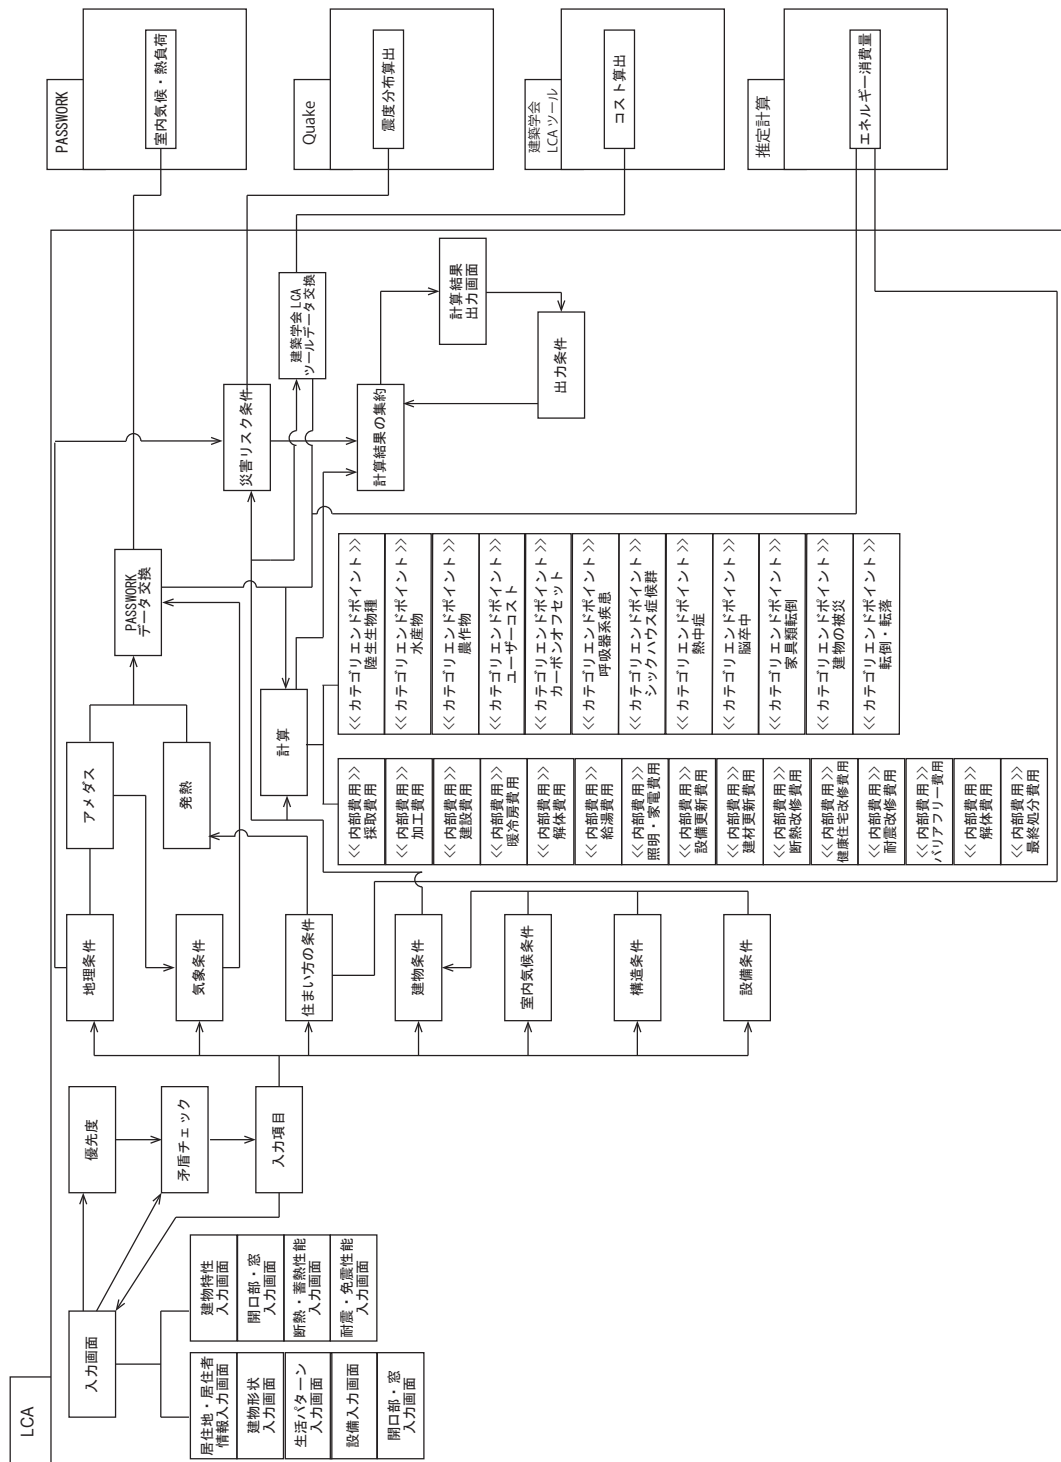 LCA
入力画面
居住地・居住者
情報入力画面
建物形状
入力画面
生活パターン
入力画面
設備入力画面
開口部・窓
入力画面
建物特性
入力画面
開口部・窓
入力画面
断熱・蓄熱性能
入力画面
耐震・免震性能
入力画面
優先度
矛盾チェック
入力項目
地理条件
気象条件
住まい方の条件
建物条件
室内気候条件
構造条件
設備条件
アメダス
発熱
計算
<<内部費用>>
採取費用
<<内部費用>>
加工費用
<<内部費用>>
建設費用
<<内部費用>>
暖冷房費用
<<内部費用>>
解体費用
<<内部費用>>
給湯費用
<<内部費用>>
照明・家電費用
<<内部費用>>
設備更新費用
<<内部費用>>
建材更新費用
<<内部費用>>
断熱改修費用
<<内部費用>>
健康住宅改修費用
<<内部費用>>
耐震改修費用
<<内部費用>>
バリアフリー費用
<<内部費用>>
解体費用
<<内部費用>>
最終処分費用
<<カテゴリエンドポイント>>
陸生生物種
<<カテゴリエンドポイント>>
水産物
<<カテゴリエンドポイント>>
農作物
<<カテゴリエンドポイント>>
ユーザーコスト
<<カテゴリエンドポイント>>
カーボンオフセット
<<カテゴリエンドポイント>>
呼吸器系疾患
<<カテゴリエンドポイント>>
シックハウス症候群
<<カテゴリエンドポイント>>
熱中症
<<カテゴリエンドポイント>>
脳卒中
<<カテゴリエンドポイント>>
家具類転倒
<<カテゴリエンドポイント>>
建物の被災
<<カテゴリエンドポイント>>
転倒・転落
PASSWORK
データ交換
災害リスク条件
建築学会 LCA
ツールデータ交換
計算結果の集約
計算結果
出力画面
出力条件
PASSWORK
室内気候・熱負荷
Quake
震度分布算出
建築学会
LCA ツール
コスト算出
推定計算
エネルギー消費量